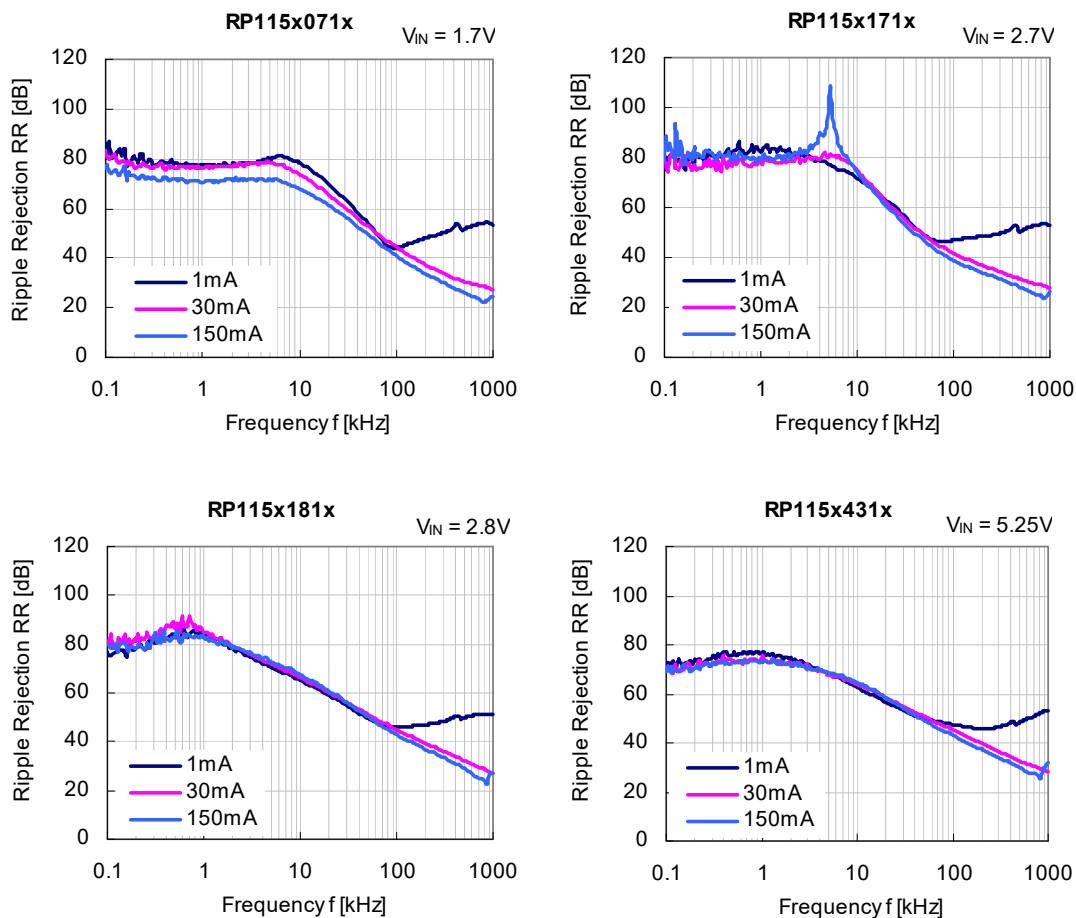 RP115x071x
V_IN = 1.7V
Ripple Rejection RR [dB]
120
100
80
60
40
20
0
1mA
30mA
150mA
0.1 1 10 100 1000
Frequency f [kHz]
RP115x171x
V_IN = 2.7V
Ripple Rejection RR [dB]
120
100
80
60
40
20
0
1mA
30mA
150mA
0.1 1 10 100 1000
Frequency f [kHz]
RP115x181x
V_IN = 2.8V
Ripple Rejection RR [dB]
120
100
80
60
40
20
0
1mA
30mA
150mA
0.1 1 10 100 1000
Frequency f [kHz]
RP115x431x
V_IN = 5.25V
Ripple Rejection RR [dB]
120
100
80
60
40
20
0
1mA
30mA
150mA
0.1 1 10 100 1000
Frequency f [kHz]